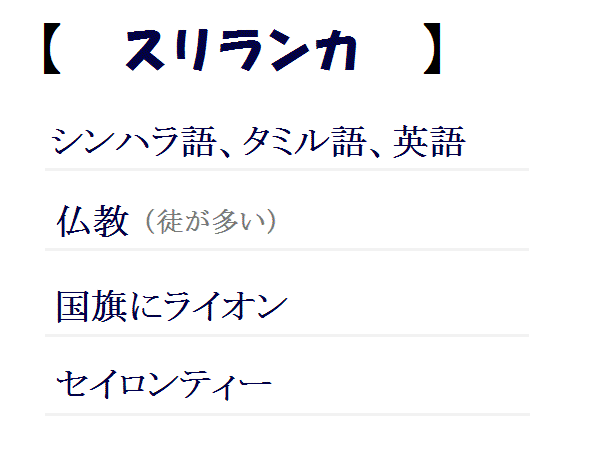 【　スリランカ　】
シンハラ語、タミル語、英語
仏教（徒が多い）
国旗にライオン
セイロンティー